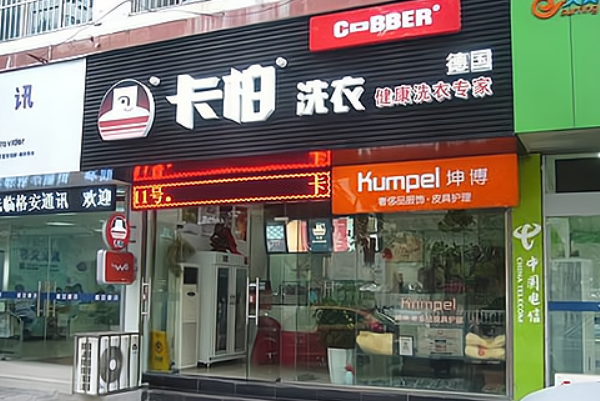 COBBER®
讯
卡柏
洗衣
德国
健康洗衣专家
11号。
卡
Kumpel 坤博
奢侈品服饰·皮具护理
临格安通讯 欢迎
中国电信
CHINA TELECOM
Kumpel